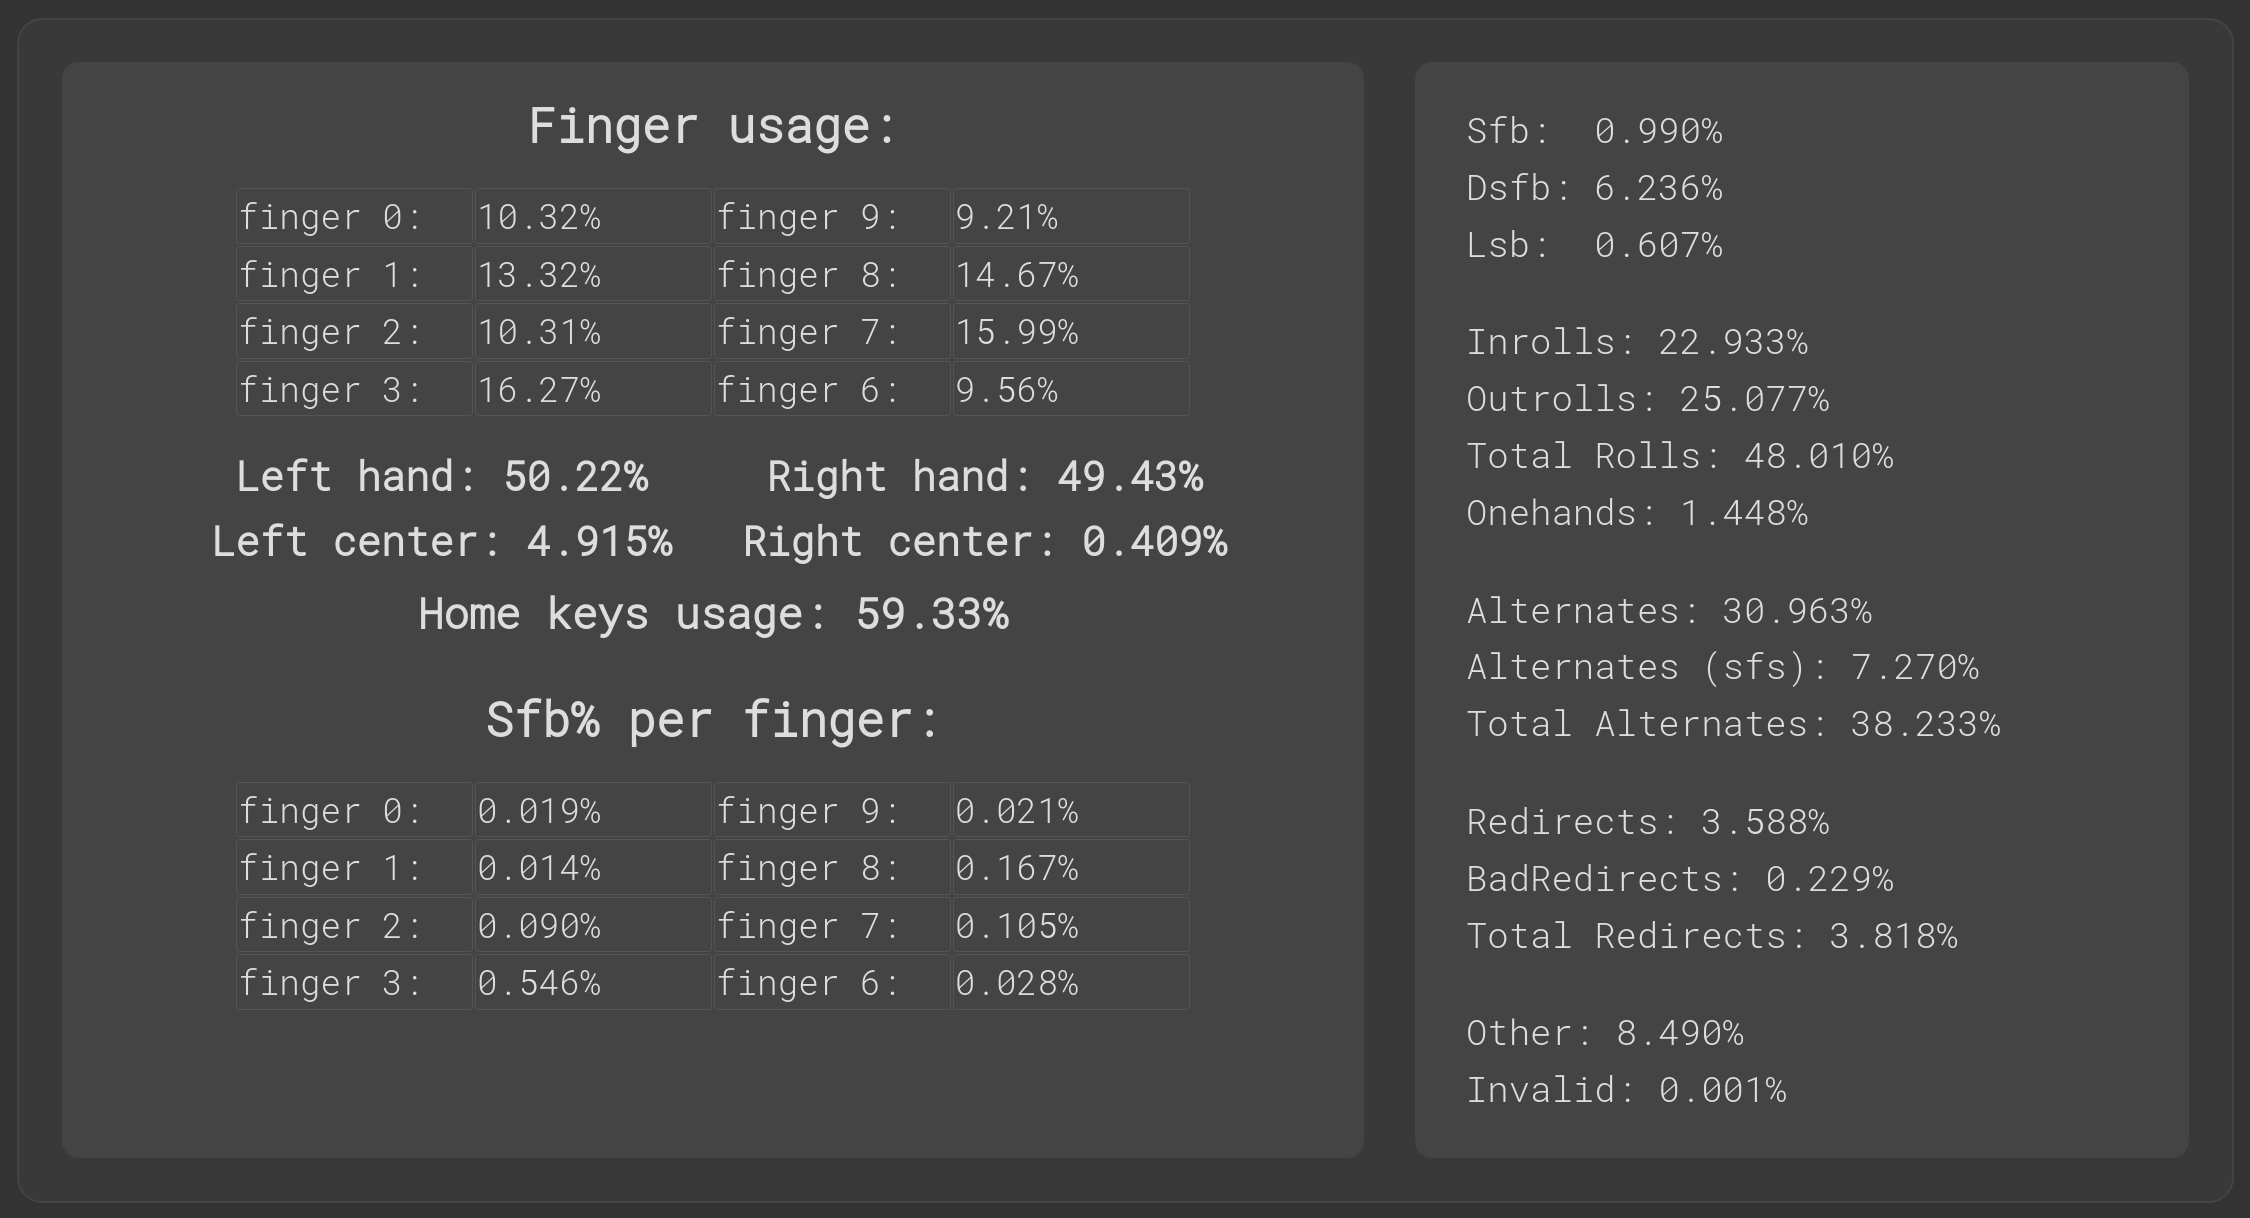 Finger usage:
finger 0: 10.32% finger 9: 9.21%
finger 1: 13.32% finger 8: 14.67%
finger 2: 10.31% finger 7: 15.99%
finger 3: 16.27% finger 6: 9.56%
Left hand: 50.22% Right hand: 49.43%
Left center: 4.915% Right center: 0.409%
Home keys usage: 59.33%
Sfb% per finger:
finger 0: 0.019% finger 9: 0.021%
finger 1: 0.014% finger 8: 0.167%
finger 2: 0.090% finger 7: 0.105%
finger 3: 0.546% finger 6: 0.028%
Sfb: 0.990%
Dsfb: 6.236%
Lsb: 0.607%
Inrolls: 22.933%
Outrolls: 25.077%
Total Rolls: 48.010%
Onehands: 1.448%
Alternates: 30.963%
Alternates (sfs): 7.270%
Total Alternates: 38.233%
Redirects: 3.588%
BadRedirects: 0.229%
Total Redirects: 3.818%
Other: 8.490%
Invalid: 0.001%